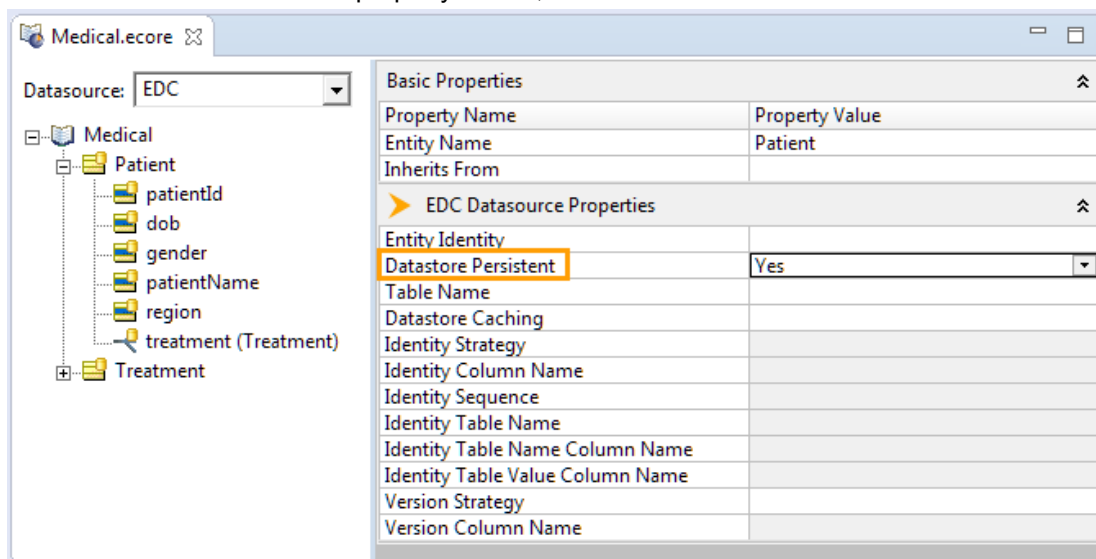 Medical.ecore
Datasource: EDC
Medical
Patient
patientId
dob
gender
patientName
region
treatment (Treatment)
Treatment
Basic Properties
Property Name Property Value
Entity Name Patient
Inherits From
EDC Datasource Properties
Entity Identity
Datastore Persistent Yes
Table Name
Datastore Caching
Identity Strategy
Identity Column Name
Identity Sequence
Identity Table Name
Identity Table Name Column Name
Identity Table Value Column Name
Version Strategy
Version Column Name